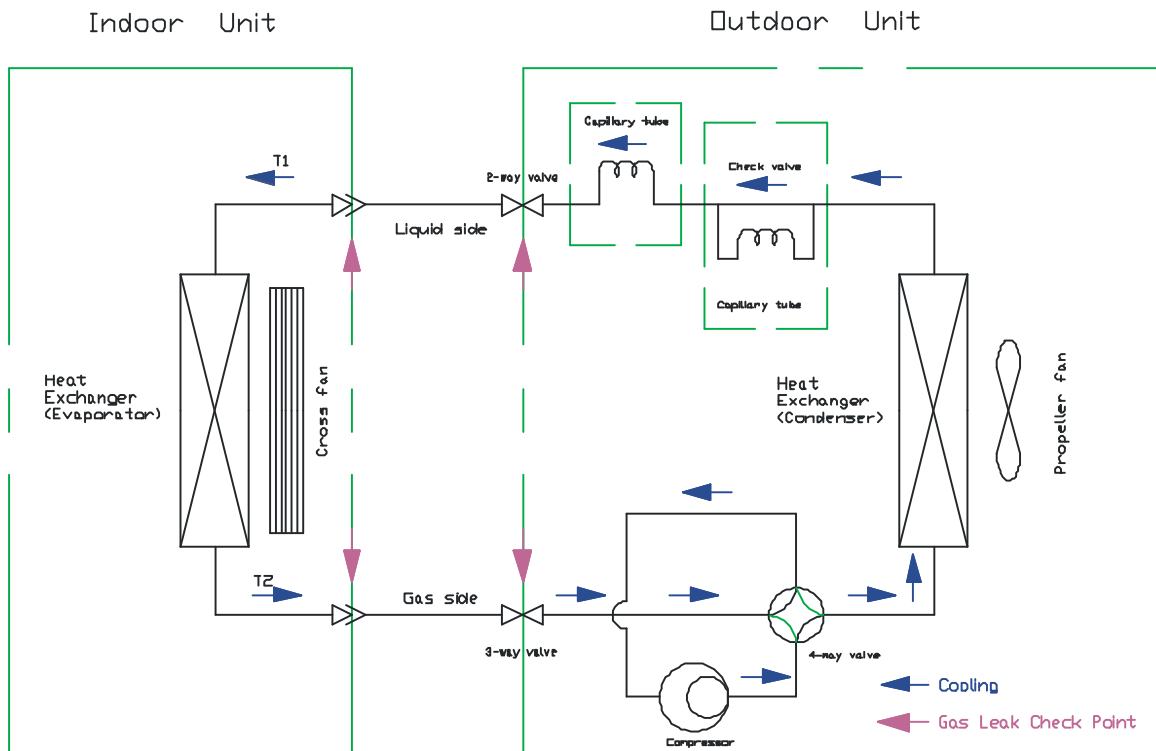 Indoor Unit
Outdoor Unit
Capillary tube
T1
Check valve
2-way valve
Liquid side
Capillary tube
Heat
Exchanger
(Evaporator)
Cross fan
Heat
Exchanger
(Condenser)
Propeller fan
T2
Gas side
3-way valve
4-way valve
Cooling
Gas Leak Check Point
Compressor